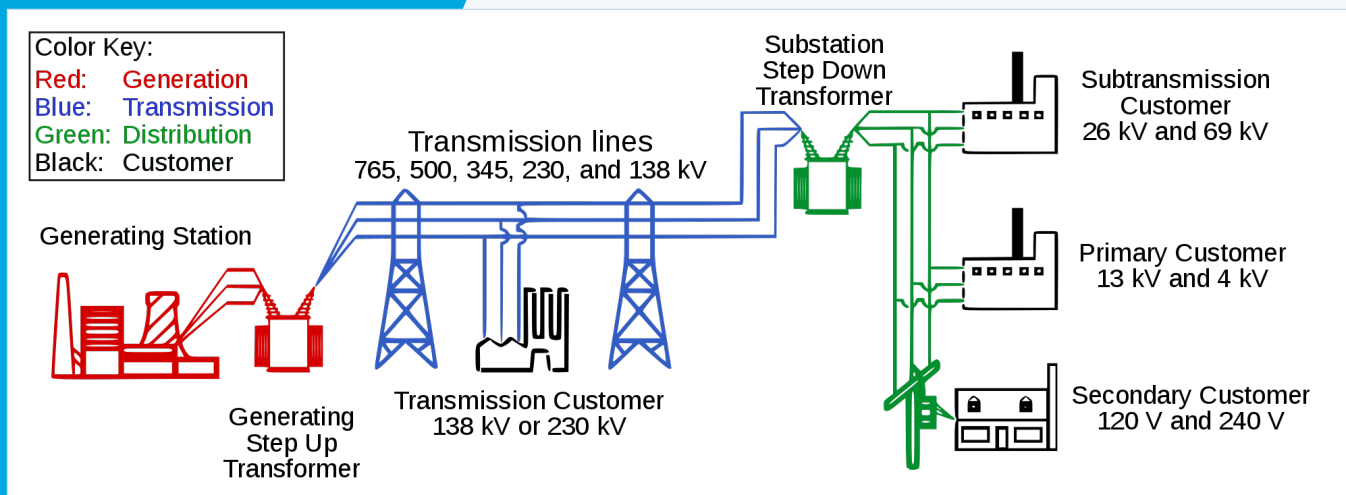 Color Key:
Red: Generation
Blue: Transmission
Green: Distribution
Black: Customer
Generating Station
Generating
Step Up
Transformer
Transmission lines
765, 500, 345, 230, and 138 kV
Transmission Customer
138 kV or 230 kV
Substation
Step Down
Transformer
Subtransmission
Customer
26 kV and 69 kV
Primary Customer
13 kV and 4 kV
Secondary Customer
120 V and 240 V